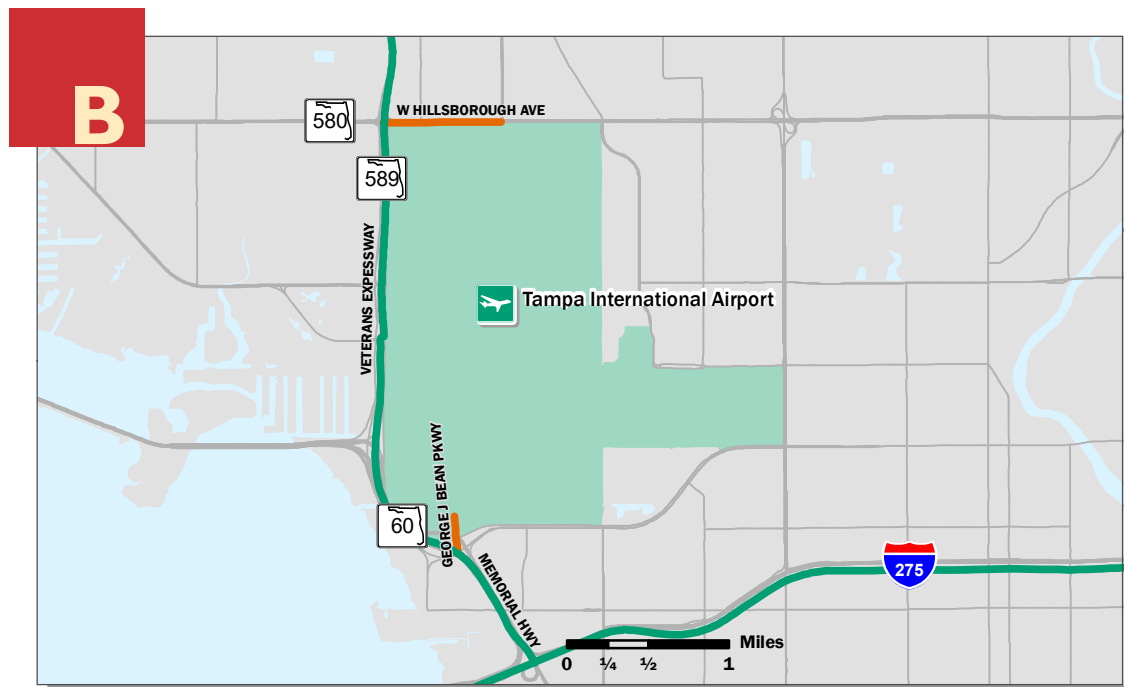 B
W HILLSBOROUGH AVE
580
589
VETERANS EXPESSWAY
Tampa International Airport
GEORGE J BEAN PKWY
60
MEMORIAL HWY
275
Miles
0 ¼ ½ 1